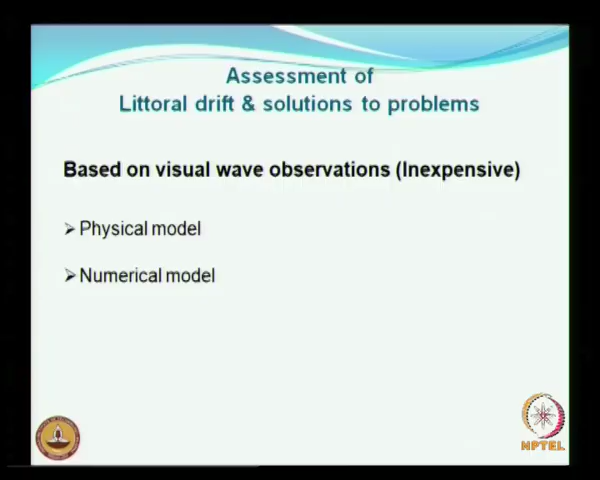 Assessment of
Littoral drift & solutions to problems
Based on visual wave observations (Inexpensive)
Physical model
Numerical model
NPTEL